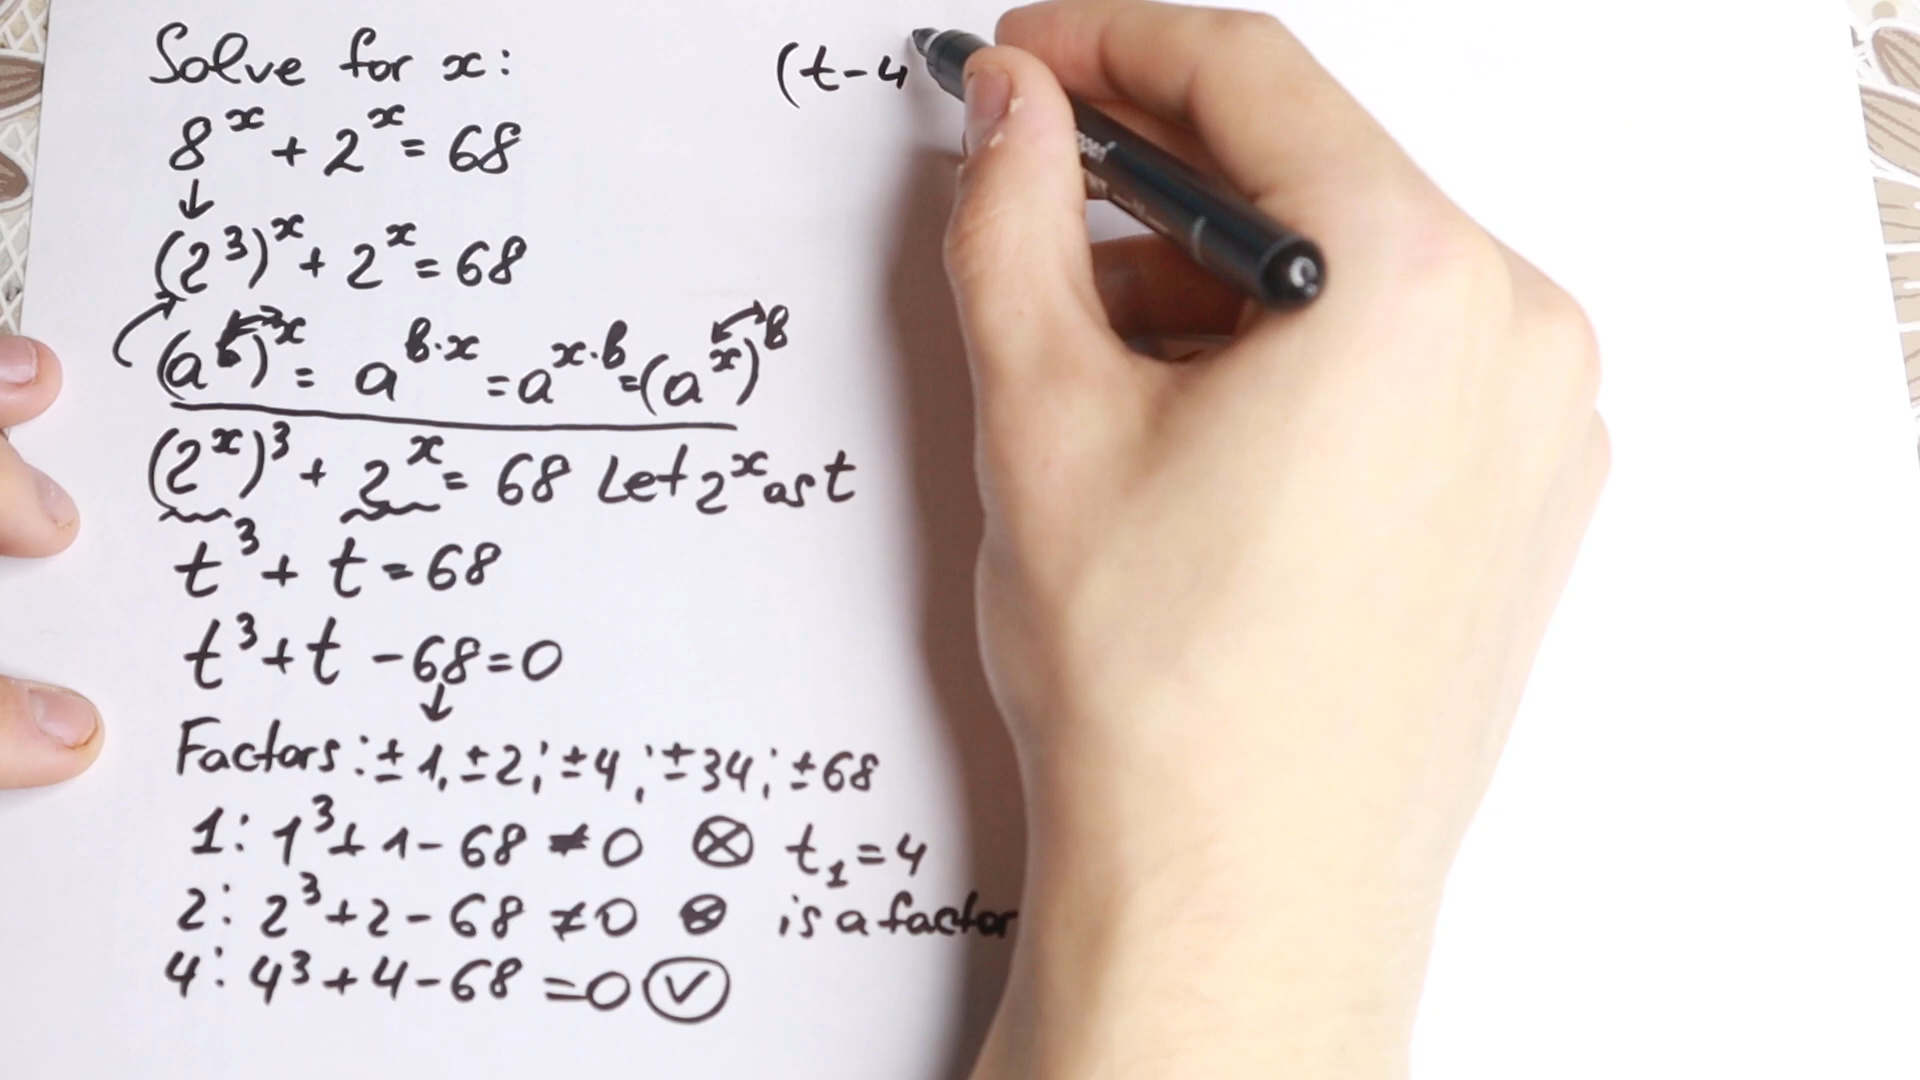 Solve for x:
8^x + 2^x = 68
↓
(2^3)^x + 2^x = 68
(a^b)^x = a^(b·x) = a^(x·b) = (a^x)^b
(2^x)^3 + 2^x = 68 Let 2^x as t
t^3 + t = 68
t^3 + t - 68 = 0
↓
Factors: ±1, ±2; ±4; ±34; ±68
1: 1^3 + 1 - 68 ≠ 0 ⊗ t_1 = 4
2: 2^3 + 2 - 68 ≠ 0 ⊗ is a factor
4: 4^3 + 4 - 68 = 0 ✓
(t - 4